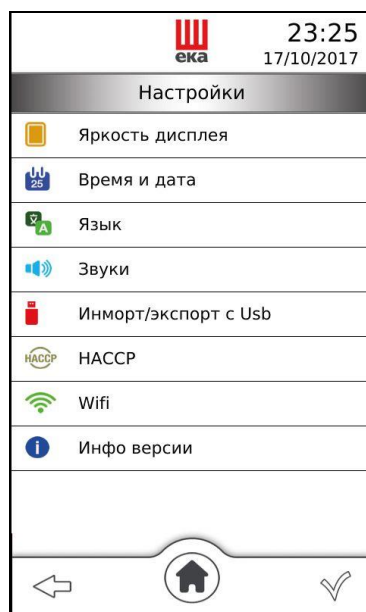 ека
23:25
17/10/2017
Настройки
Яркость дисплея
25
Время и дата
A
Язык
Звуки
Инморт/экспорт с Usb
HACCP
HACCP
Wifi
i
Инфо версии